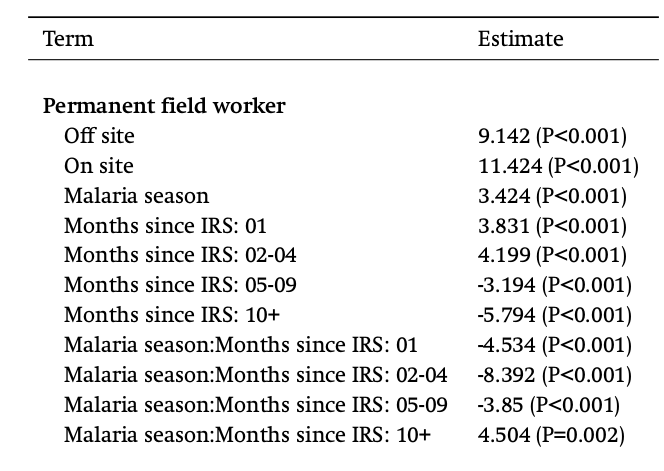 Term Estimate
Permanent field worker
Off site 9.142 (P<0.001)
On site 11.424 (P<0.001)
Malaria season 3.424 (P<0.001)
Months since IRS: 01 3.831 (P<0.001)
Months since IRS: 02-04 4.199 (P<0.001)
Months since IRS: 05-09 -3.194 (P<0.001)
Months since IRS: 10+ -5.794 (P<0.001)
Malaria season:Months since IRS: 01 -4.534 (P<0.001)
Malaria season:Months since IRS: 02-04 -8.392 (P<0.001)
Malaria season:Months since IRS: 05-09 -3.85 (P<0.001)
Malaria season:Months since IRS: 10+ 4.504 (P=0.002)